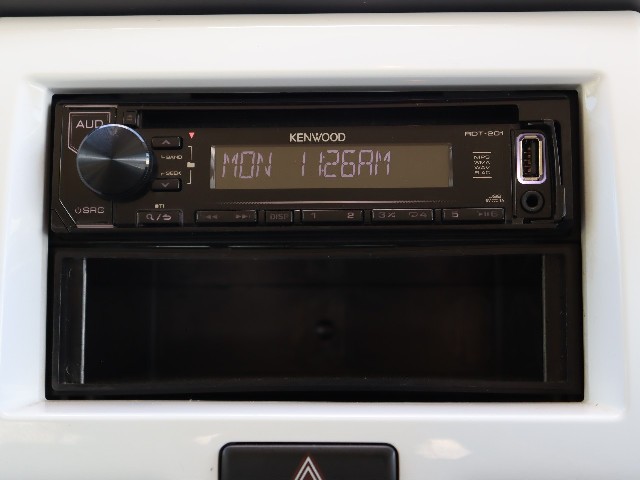 AUD
KENWOOD
RDT-201
BAND
SEEK
MON 11:26AM
MP3
WMA
WAV
FLAC
SRC
DISP
1
2
3
4
5